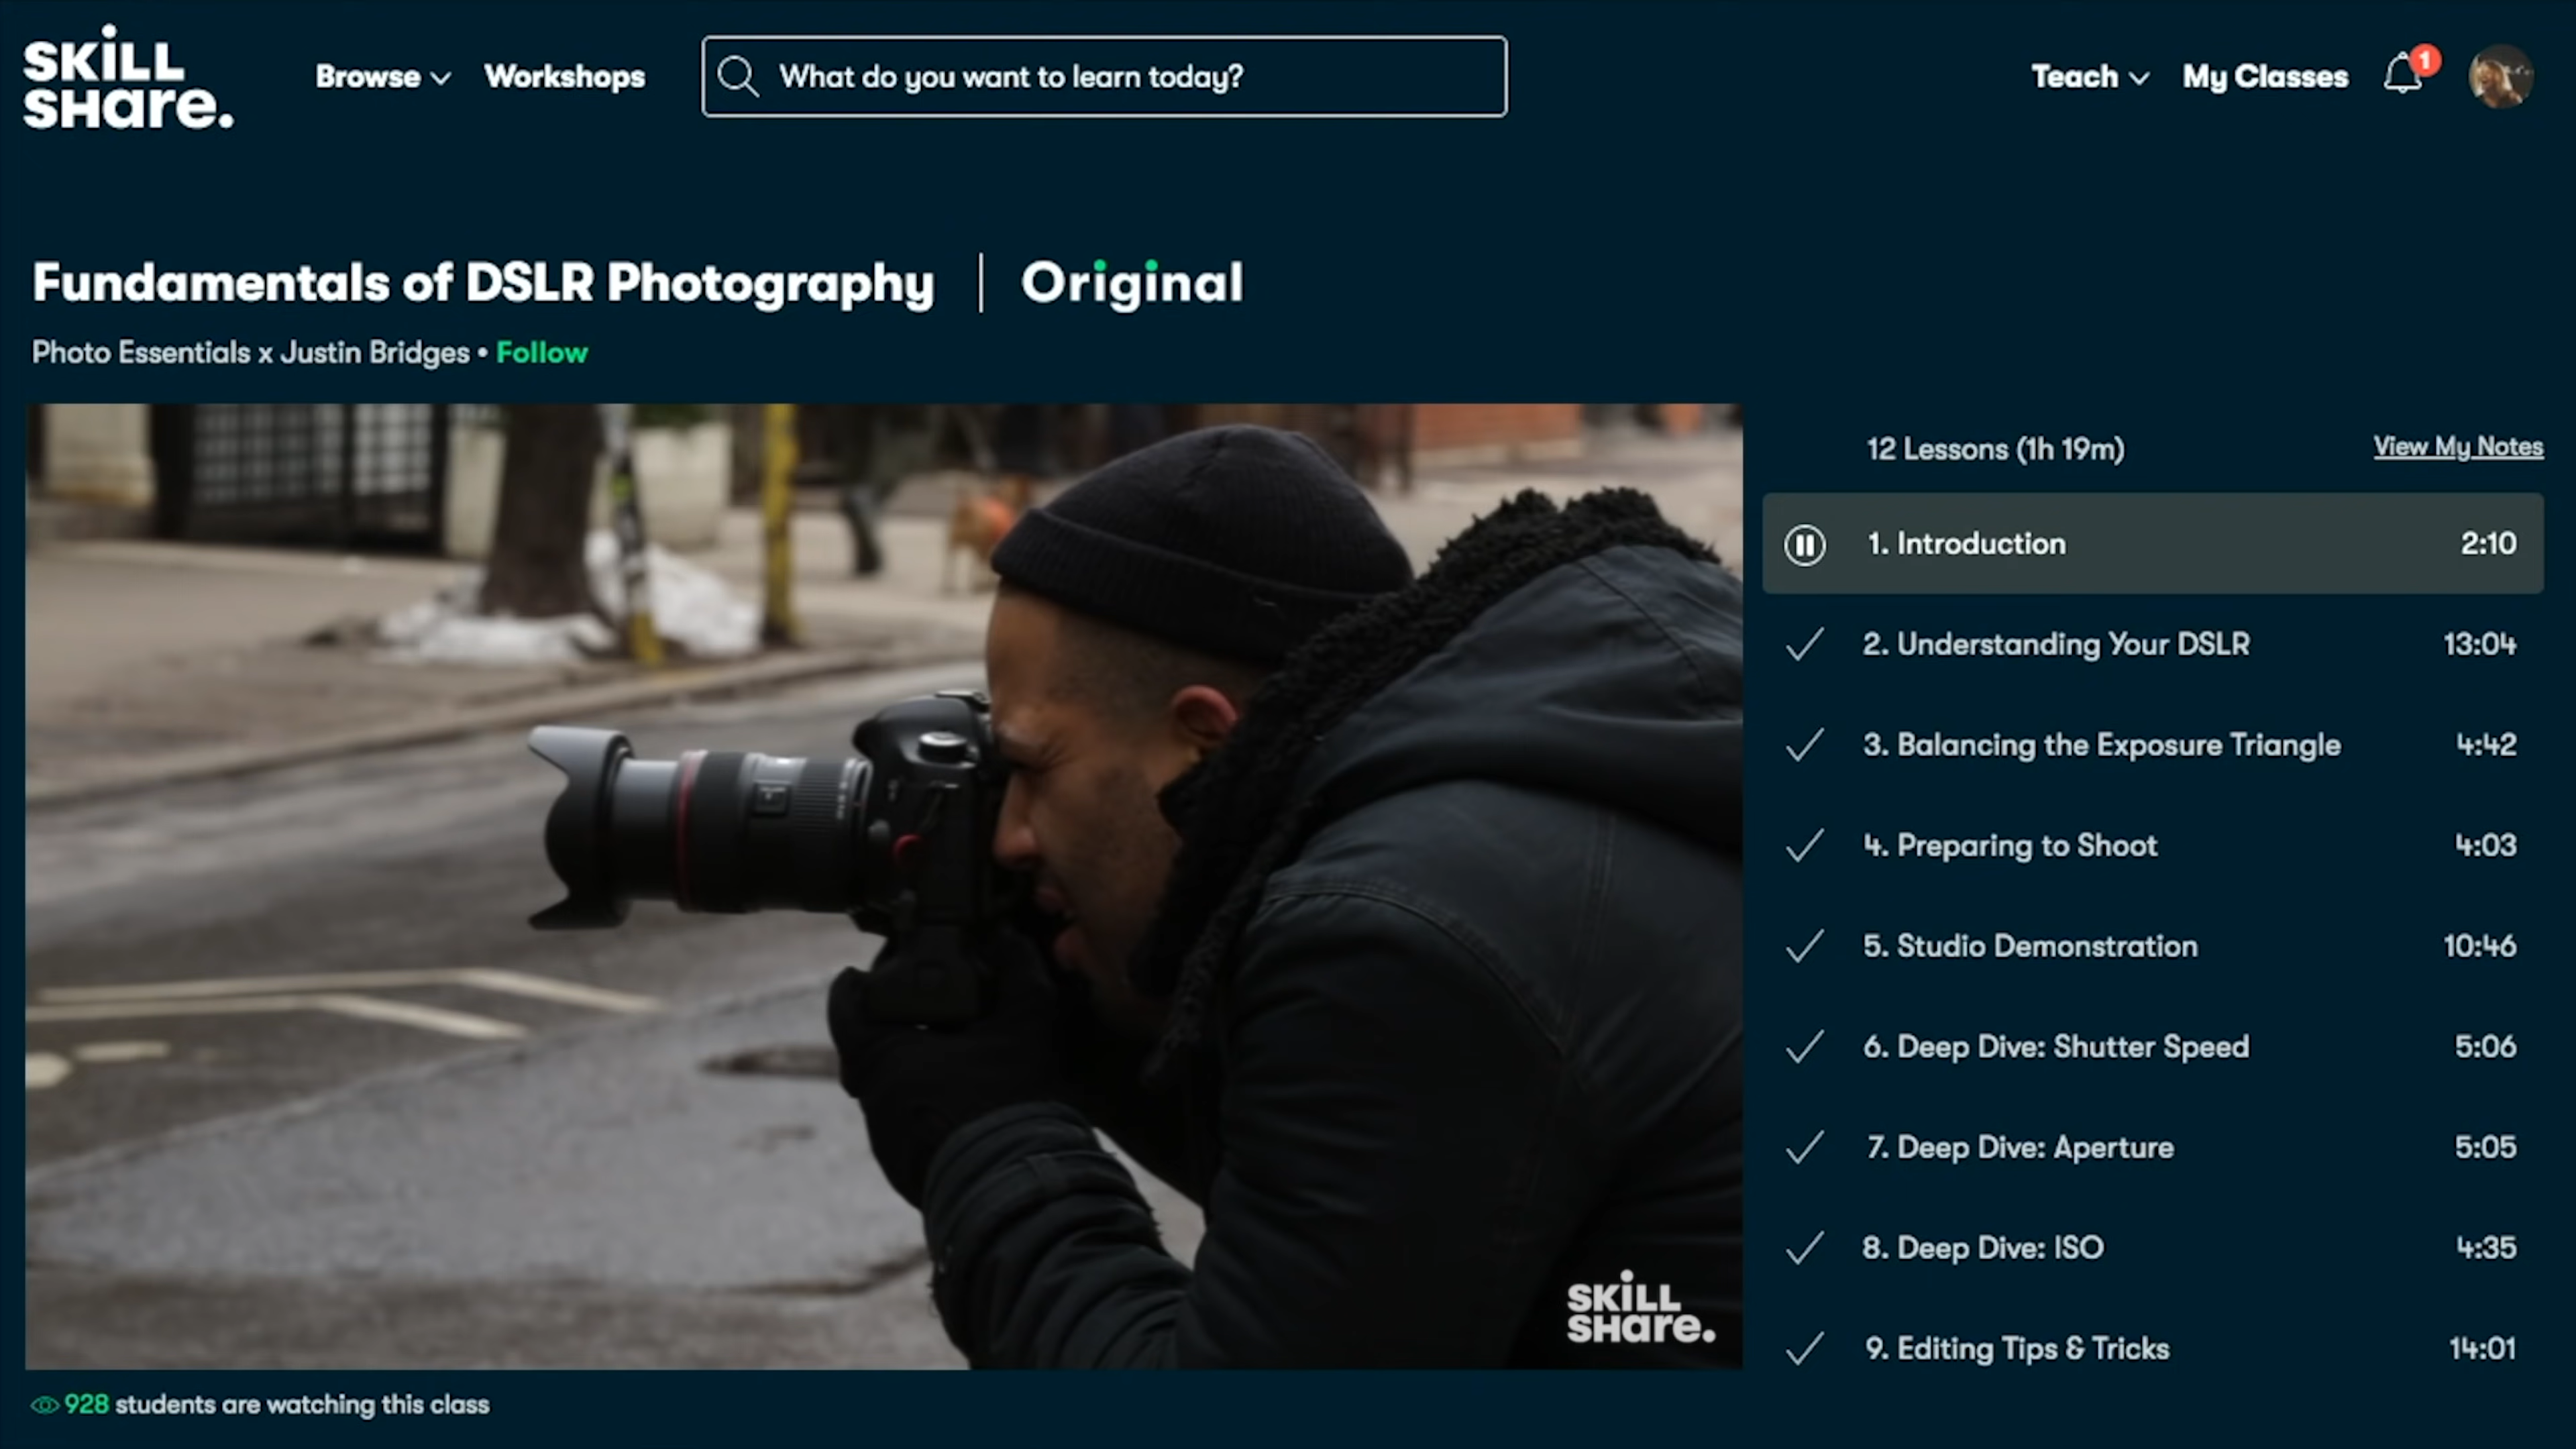 SKILL
SHare.
Browse
Workshops
What do you want to learn today?
Teach
My Classes
1
Fundamentals of DSLR Photography | Original
Photo Essentials x Justin Bridges • Follow
12 Lessons (1h 19m)
View My Notes
1. Introduction 2:10
2. Understanding Your DSLR 13:04
3. Balancing the Exposure Triangle 4:42
4. Preparing to Shoot 4:03
5. Studio Demonstration 10:46
6. Deep Dive: Shutter Speed 5:06
7. Deep Dive: Aperture 5:05
8. Deep Dive: ISO 4:35
9. Editing Tips & Tricks 14:01
SKILL
SHare.
928 students are watching this class